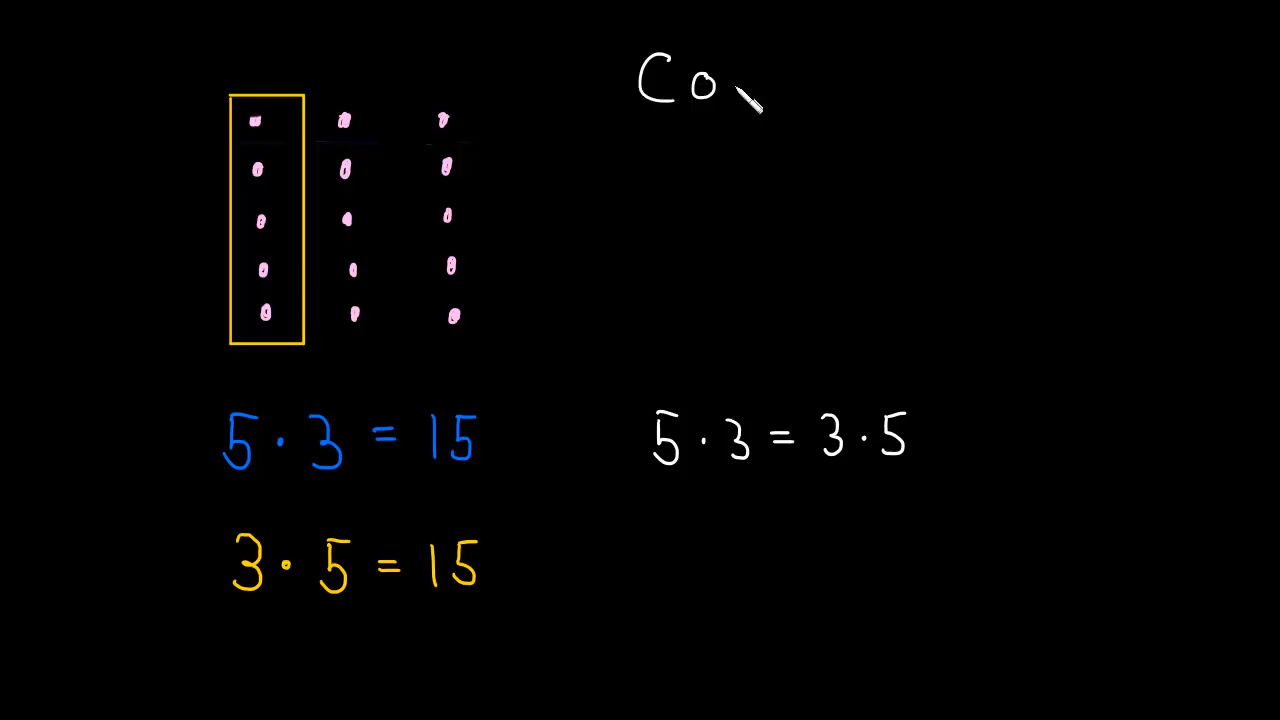 Co
5 · 3 = 15
5 · 3 = 3 · 5
3 · 5 = 15